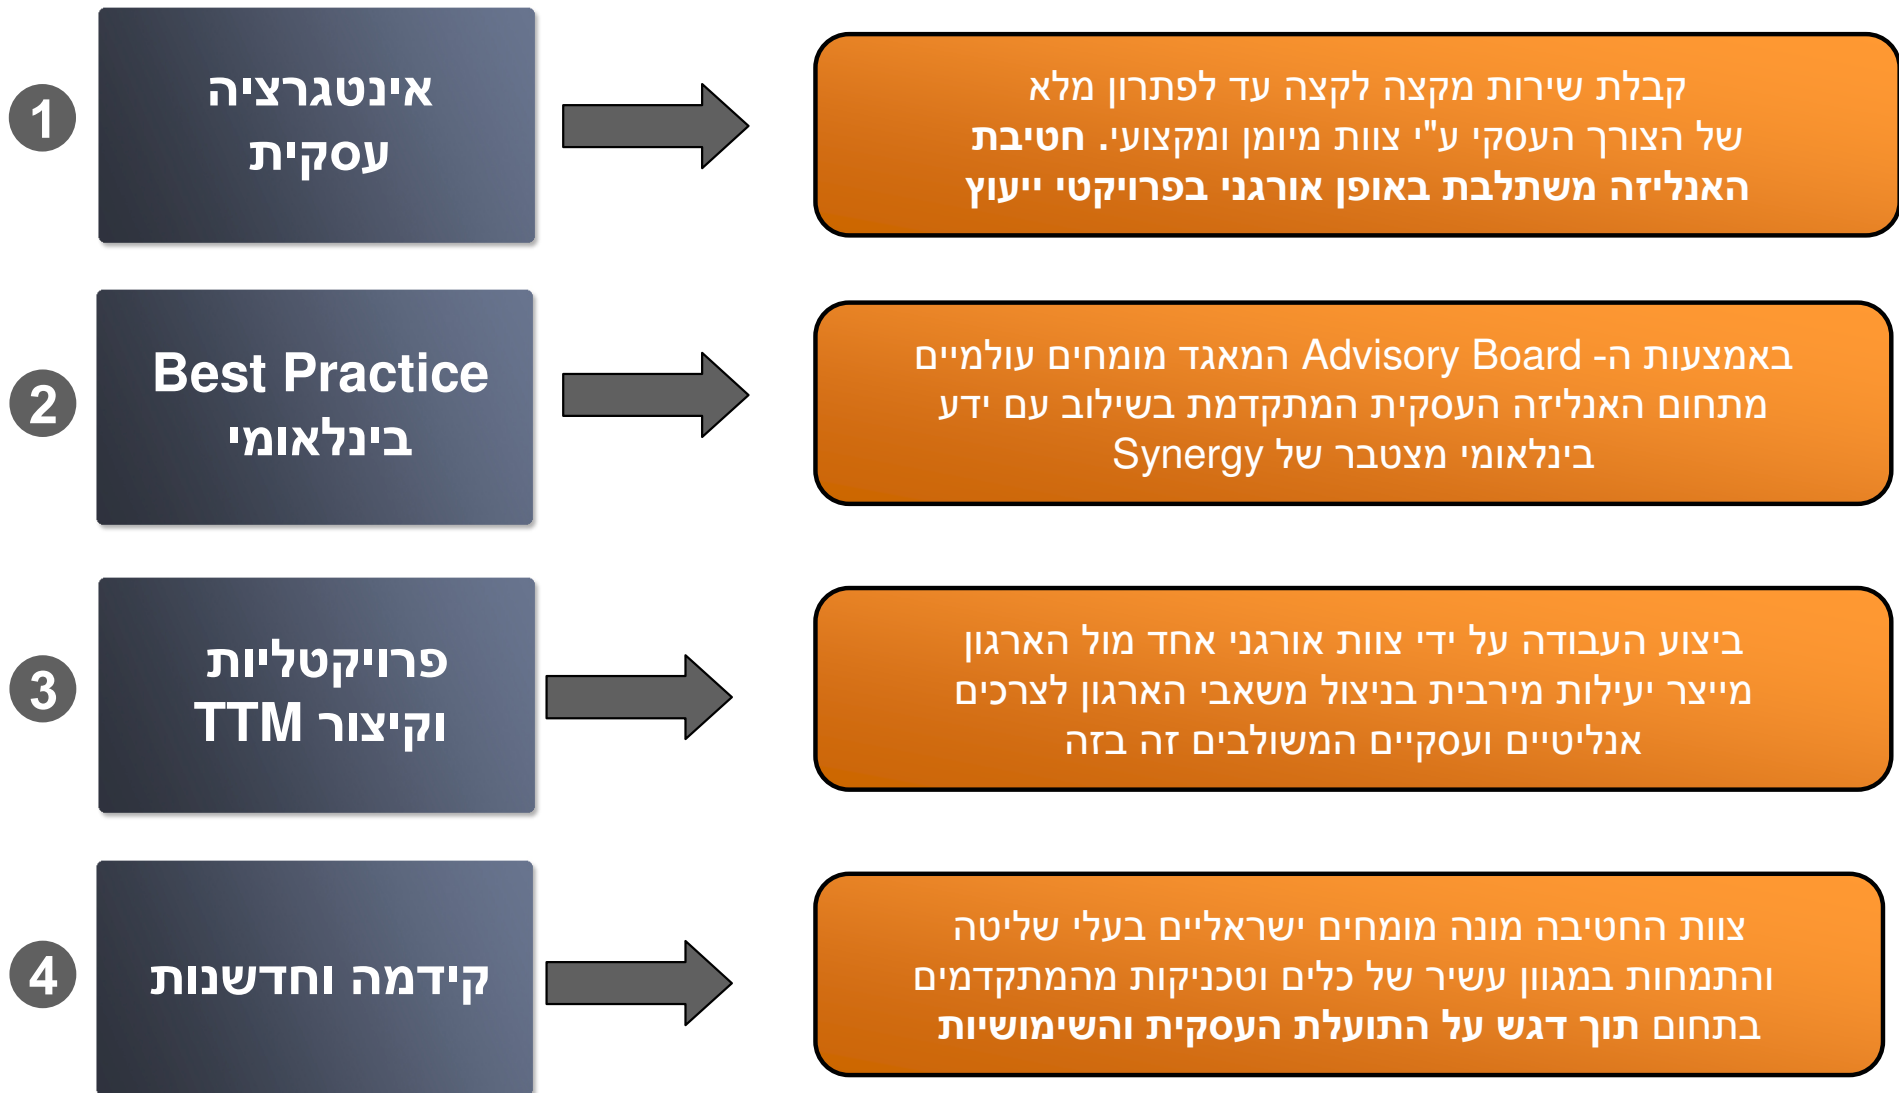 1
אינטגרציה
עסקית
קבלת שירות מקצה לקצה עד לפתרון מלא
של הצורך העסקי ע"י צוות מיומן ומקצועי. חטיבת
האנליזה משתלבת באופן אורגני בפרויקטי ייעוץ
2
Best Practice
בינלאומי
באמצעות ה- Advisory Board המאגד מומחים עולמיים
מתחום האנליזה העסקית המתקדמת בשילוב עם ידע
בינלאומי מצטבר של Synergy
3
פרויקטליות
וקיצור TTM
ביצוע העבודה על ידי צוות אורגני אחד מול הארגון
מייצר יעילות מירבית בניצול משאבי הארגון לצרכים
אנליטיים ועסקיים המשולבים זה בזה
4
קידמה וחדשנות
צוות החטיבה מונה מומחים ישראליים בעלי שליטה
והתמחות במגוון עשיר של כלים וטכניקות מהמתקדמים
בתחום תוך דגש על התועלת העסקית והשימושיות